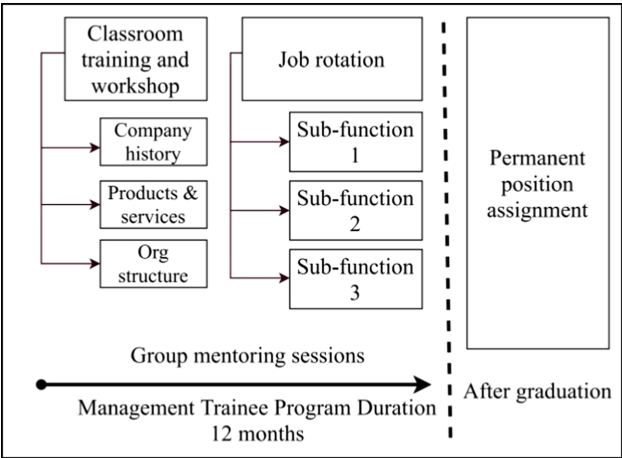 Classroom
training and
workshop
Company
history
Products &
services
Org
structure
Job rotation
Sub-function
1
Sub-function
2
Sub-function
3
Permanent
position
assignment
Group mentoring sessions
Management Trainee Program Duration
12 months
After graduation